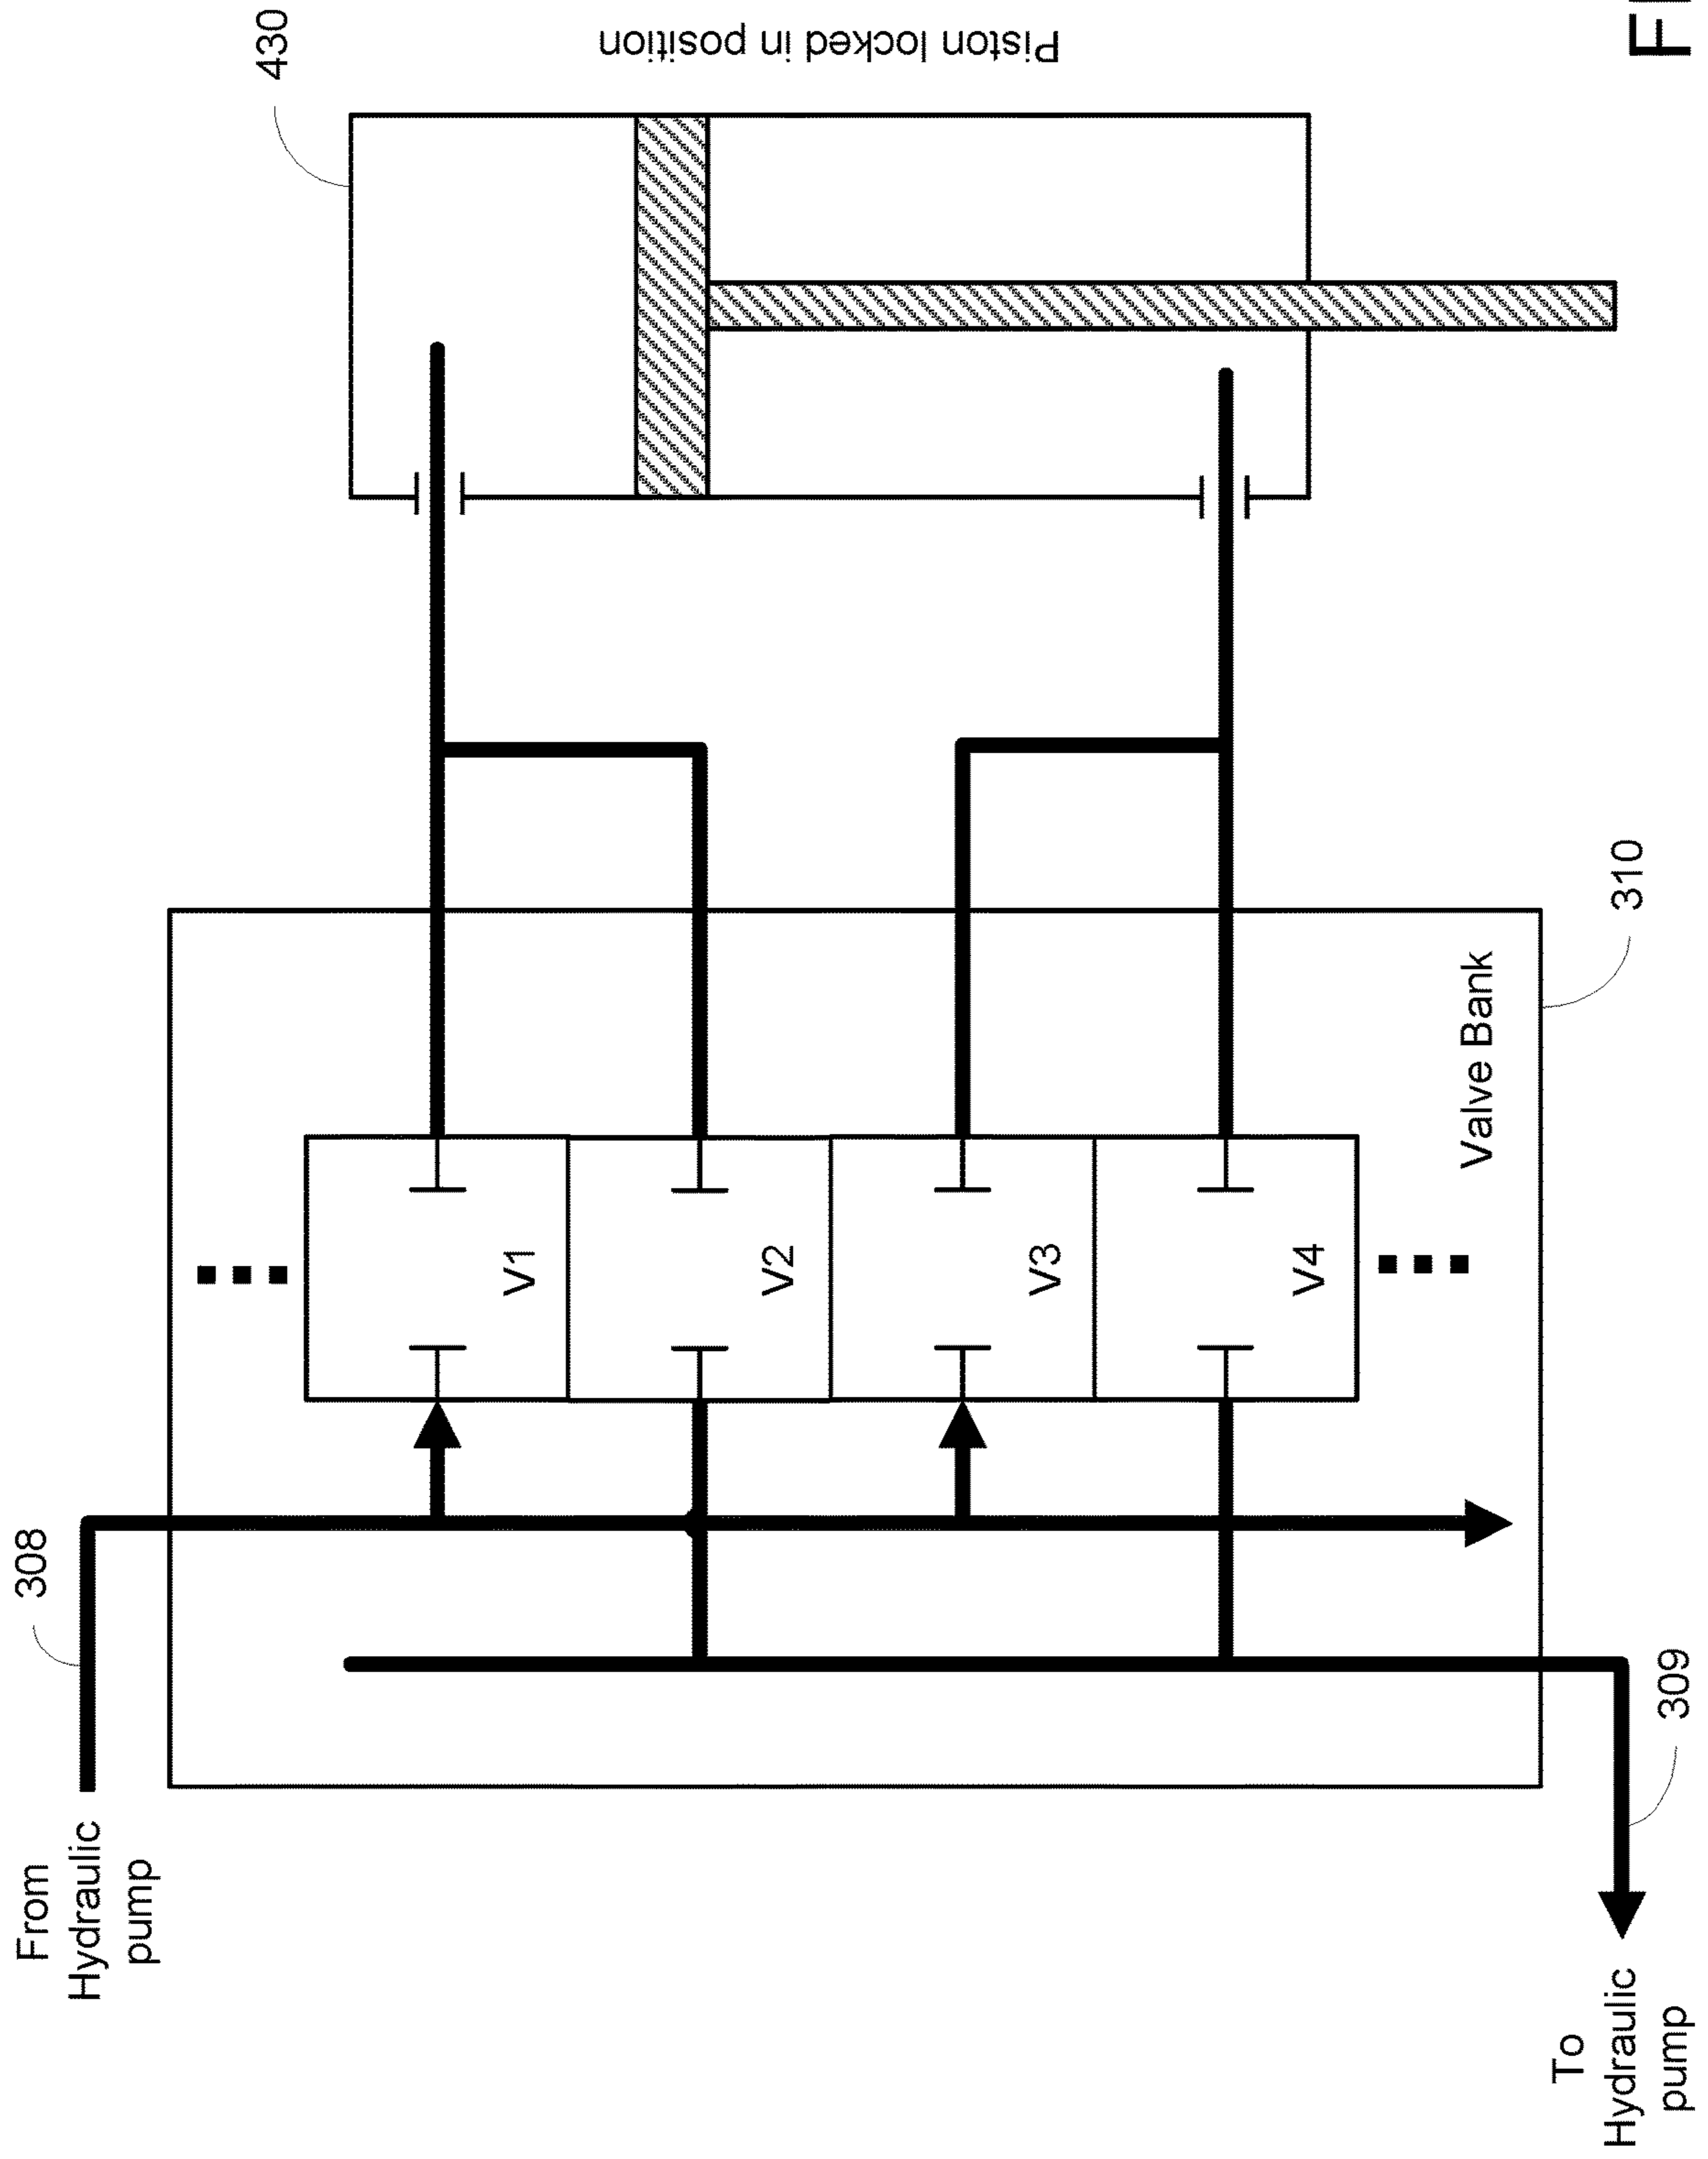 From
Hydraulic
pump
308
430
V1
V2
V3
V4
Valve Bank
310
Piston locked in position
To
Hydraulic
pump
309